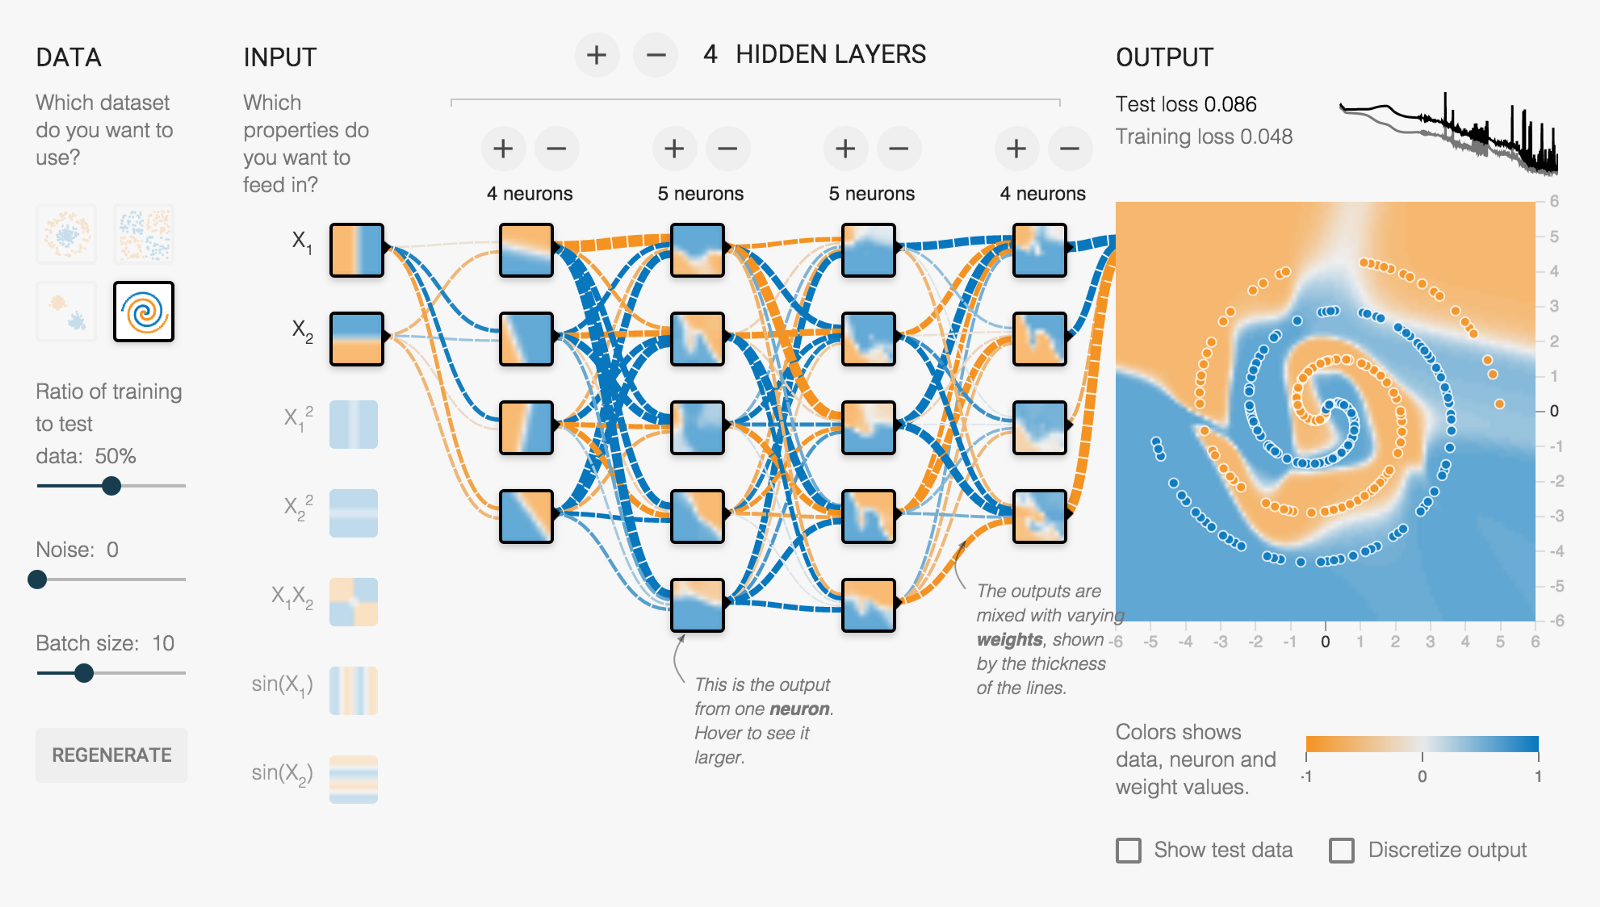 DATA
Which dataset
do you want to
use?
Ratio of training
to test
data: 50%
Noise: 0
Batch size: 10
REGENERATE
INPUT
Which
properties do
you want to
feed in?
X1
X2
X1²
X2²
X1X2
sin(X1)
sin(X2)
+ − 4 HIDDEN LAYERS
+ − + − + − + −
4 neurons 5 neurons 5 neurons 4 neurons
This is the output
from one neuron.
Hover to see it
larger.
The outputs are
mixed with varying
weights, shown
by the thickness
of the lines.
OUTPUT
Test loss 0.086
Training loss 0.048
6
5
4
3
2
1
0
-1
-2
-3
-4
-5
-6
-6 -5 -4 -3 -2 -1 0 1 2 3 4 5 6
Colors shows
data, neuron and
weight values.
-1 0 1
Show test data Discretize output